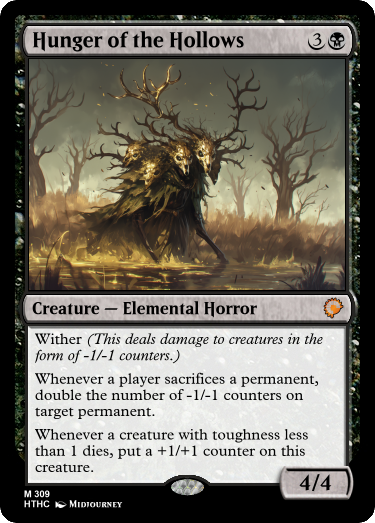 Hunger of the Hollows 3
Creature — Elemental Horror
Wither (This deals damage to creatures in the
form of -1/-1 counters.)
Whenever a player sacrifices a permanent,
double the number of -1/-1 counters on
target permanent.
Whenever a creature with toughness less
than 1 dies, put a +1/+1 counter on this
creature.
4/4
M 309
HTHC Midjourney